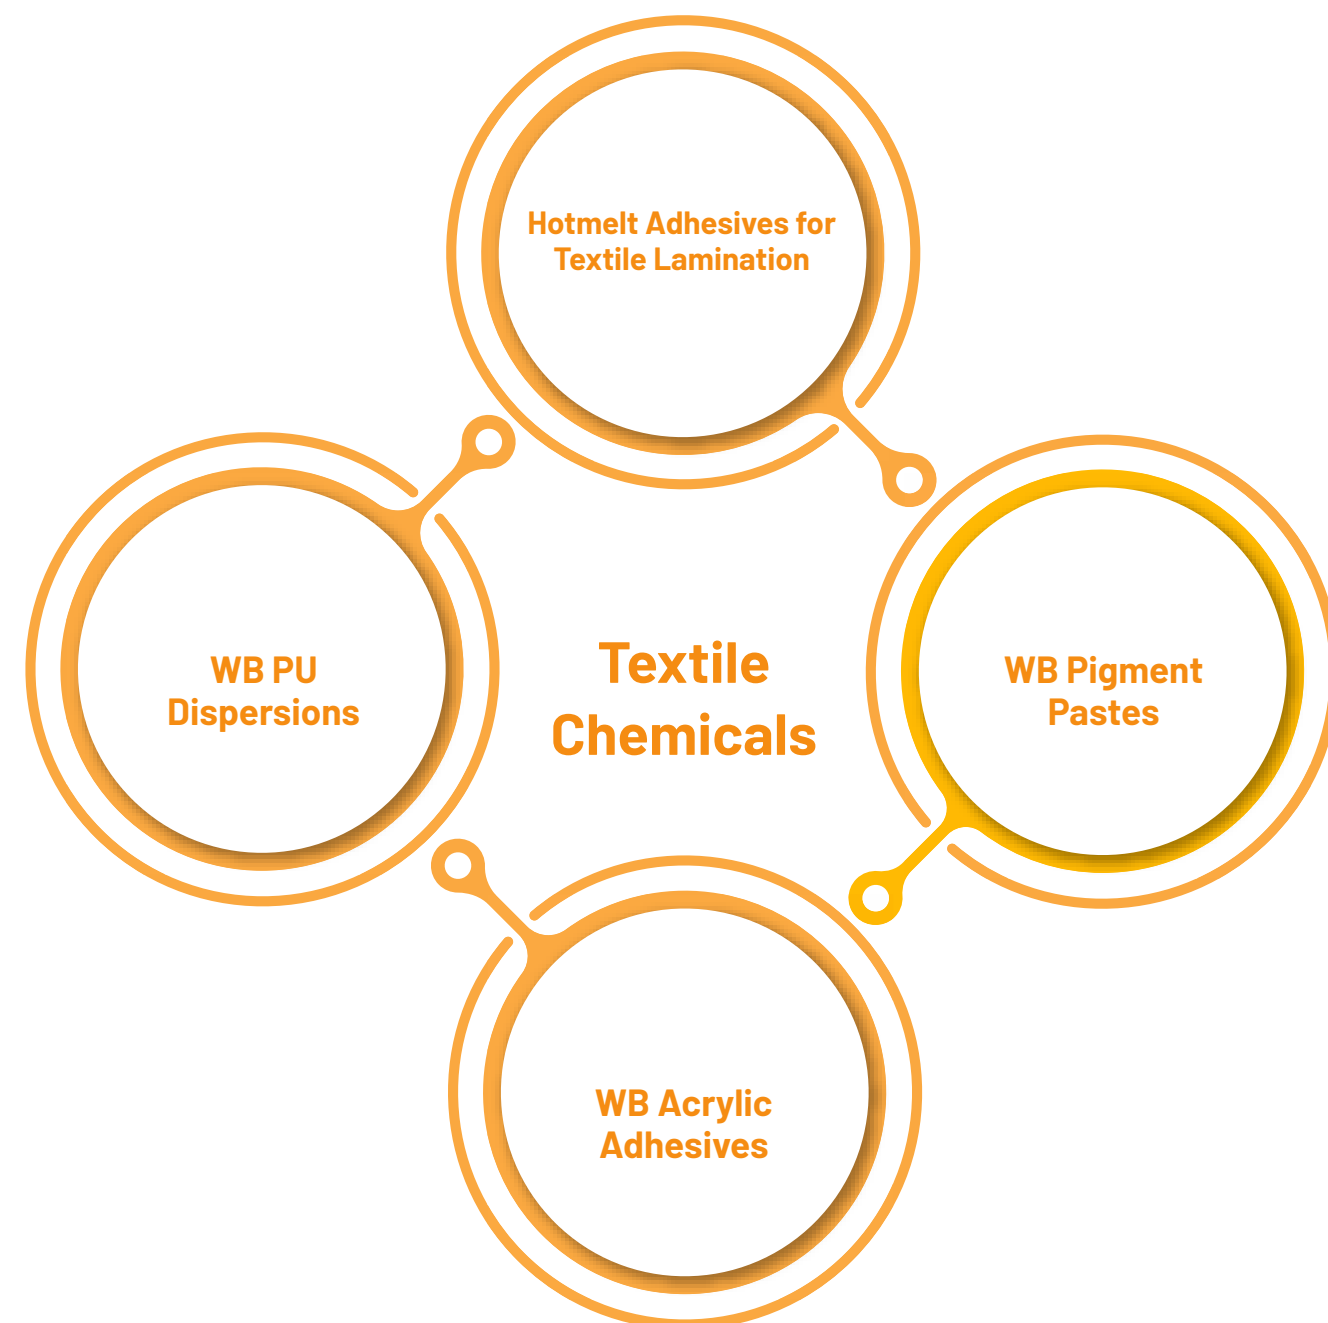 Hotmelt Adhesives for
Textile Lamination
WB PU
Dispersions
Textile
Chemicals
WB Pigment
Pastes
WB Acrylic
Adhesives